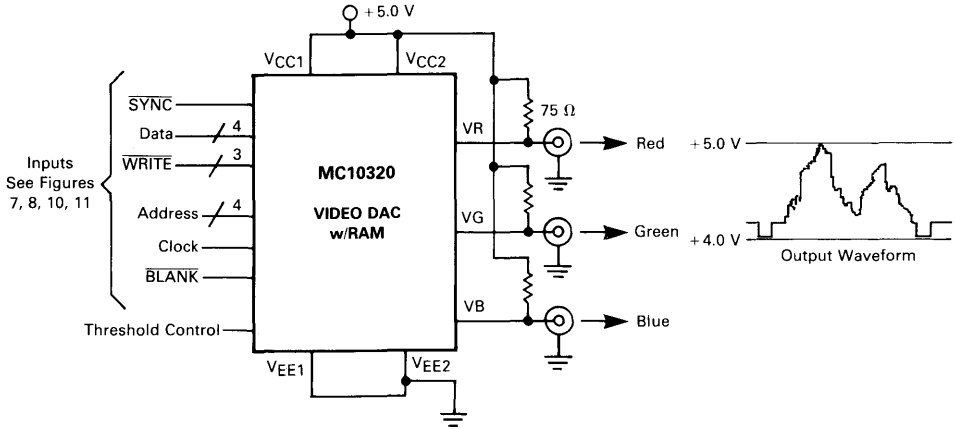 +5.0 V
VCC1
VCC2
SYNC
Data
4
WRITE
3
Inputs
See Figures
7, 8, 10, 11
Address
4
Clock
BLANK
Threshold Control
MC10320
VIDEO DAC
w/RAM
VR
75 Ω
Red
VG
Green
VB
Blue
VEE1
VEE2
+5.0 V
+4.0 V
Output Waveform